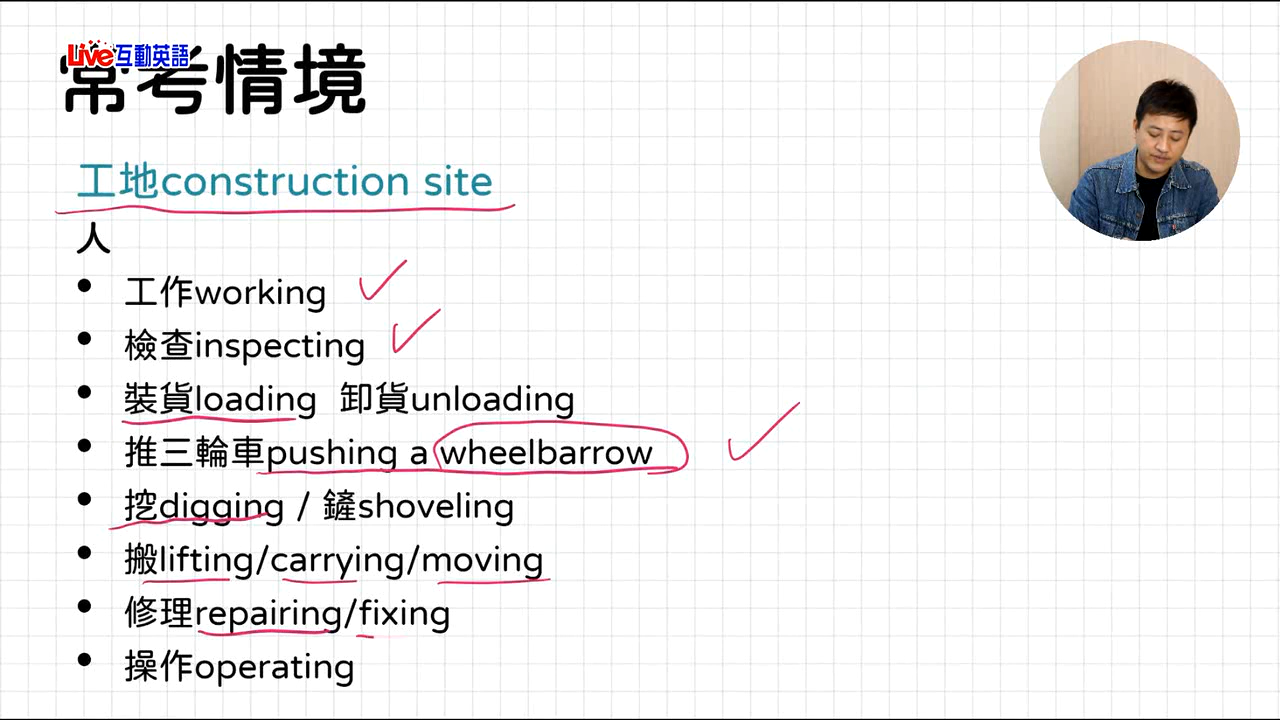 Live互動英語
常考情境
工地construction site
人
• 工作working
• 檢查inspecting
• 裝貨loading 卸貨unloading
• 推三輪車pushing a wheelbarrow
• 挖digging / 鏟shoveling
• 搬lifting/carrying/moving
• 修理repairing/fixing
• 操作operating